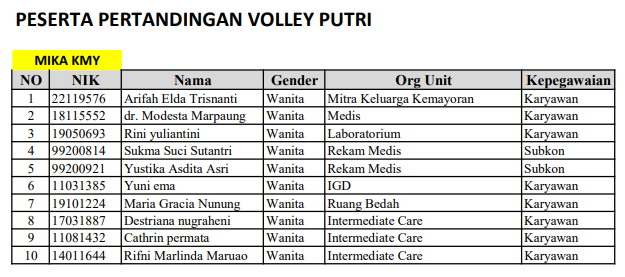 PESERTA PERTANDINGAN VOLLEY PUTRI
MIKA KMY
NO NIK Nama Gender Org Unit Kepegawaian
1 22119576 Arifah Elda Trisnanti Wanita Mitra Keluarga Kemayoran Karyawan
2 18115552 dr. Modesta Marpaung Wanita Medis Karyawan
3 19050693 Rini yuliantini Wanita Laboratorium Karyawan
4 99200814 Sukma Suci Sutantri Wanita Rekam Medis Subkon
5 99200921 Yustika Asdita Asri Wanita Rekam Medis Subkon
6 11031385 Yuni ema Wanita IGD Karyawan
7 19101224 Maria Gracia Nunung Wanita Ruang Bedah Karyawan
8 17031887 Destriana nugraheni Wanita Intermediate Care Karyawan
9 11081432 Cathrin permata Wanita Intermediate Care Karyawan
10 14011644 Rifni Marlinda Maruao Wanita Intermediate Care Karyawan